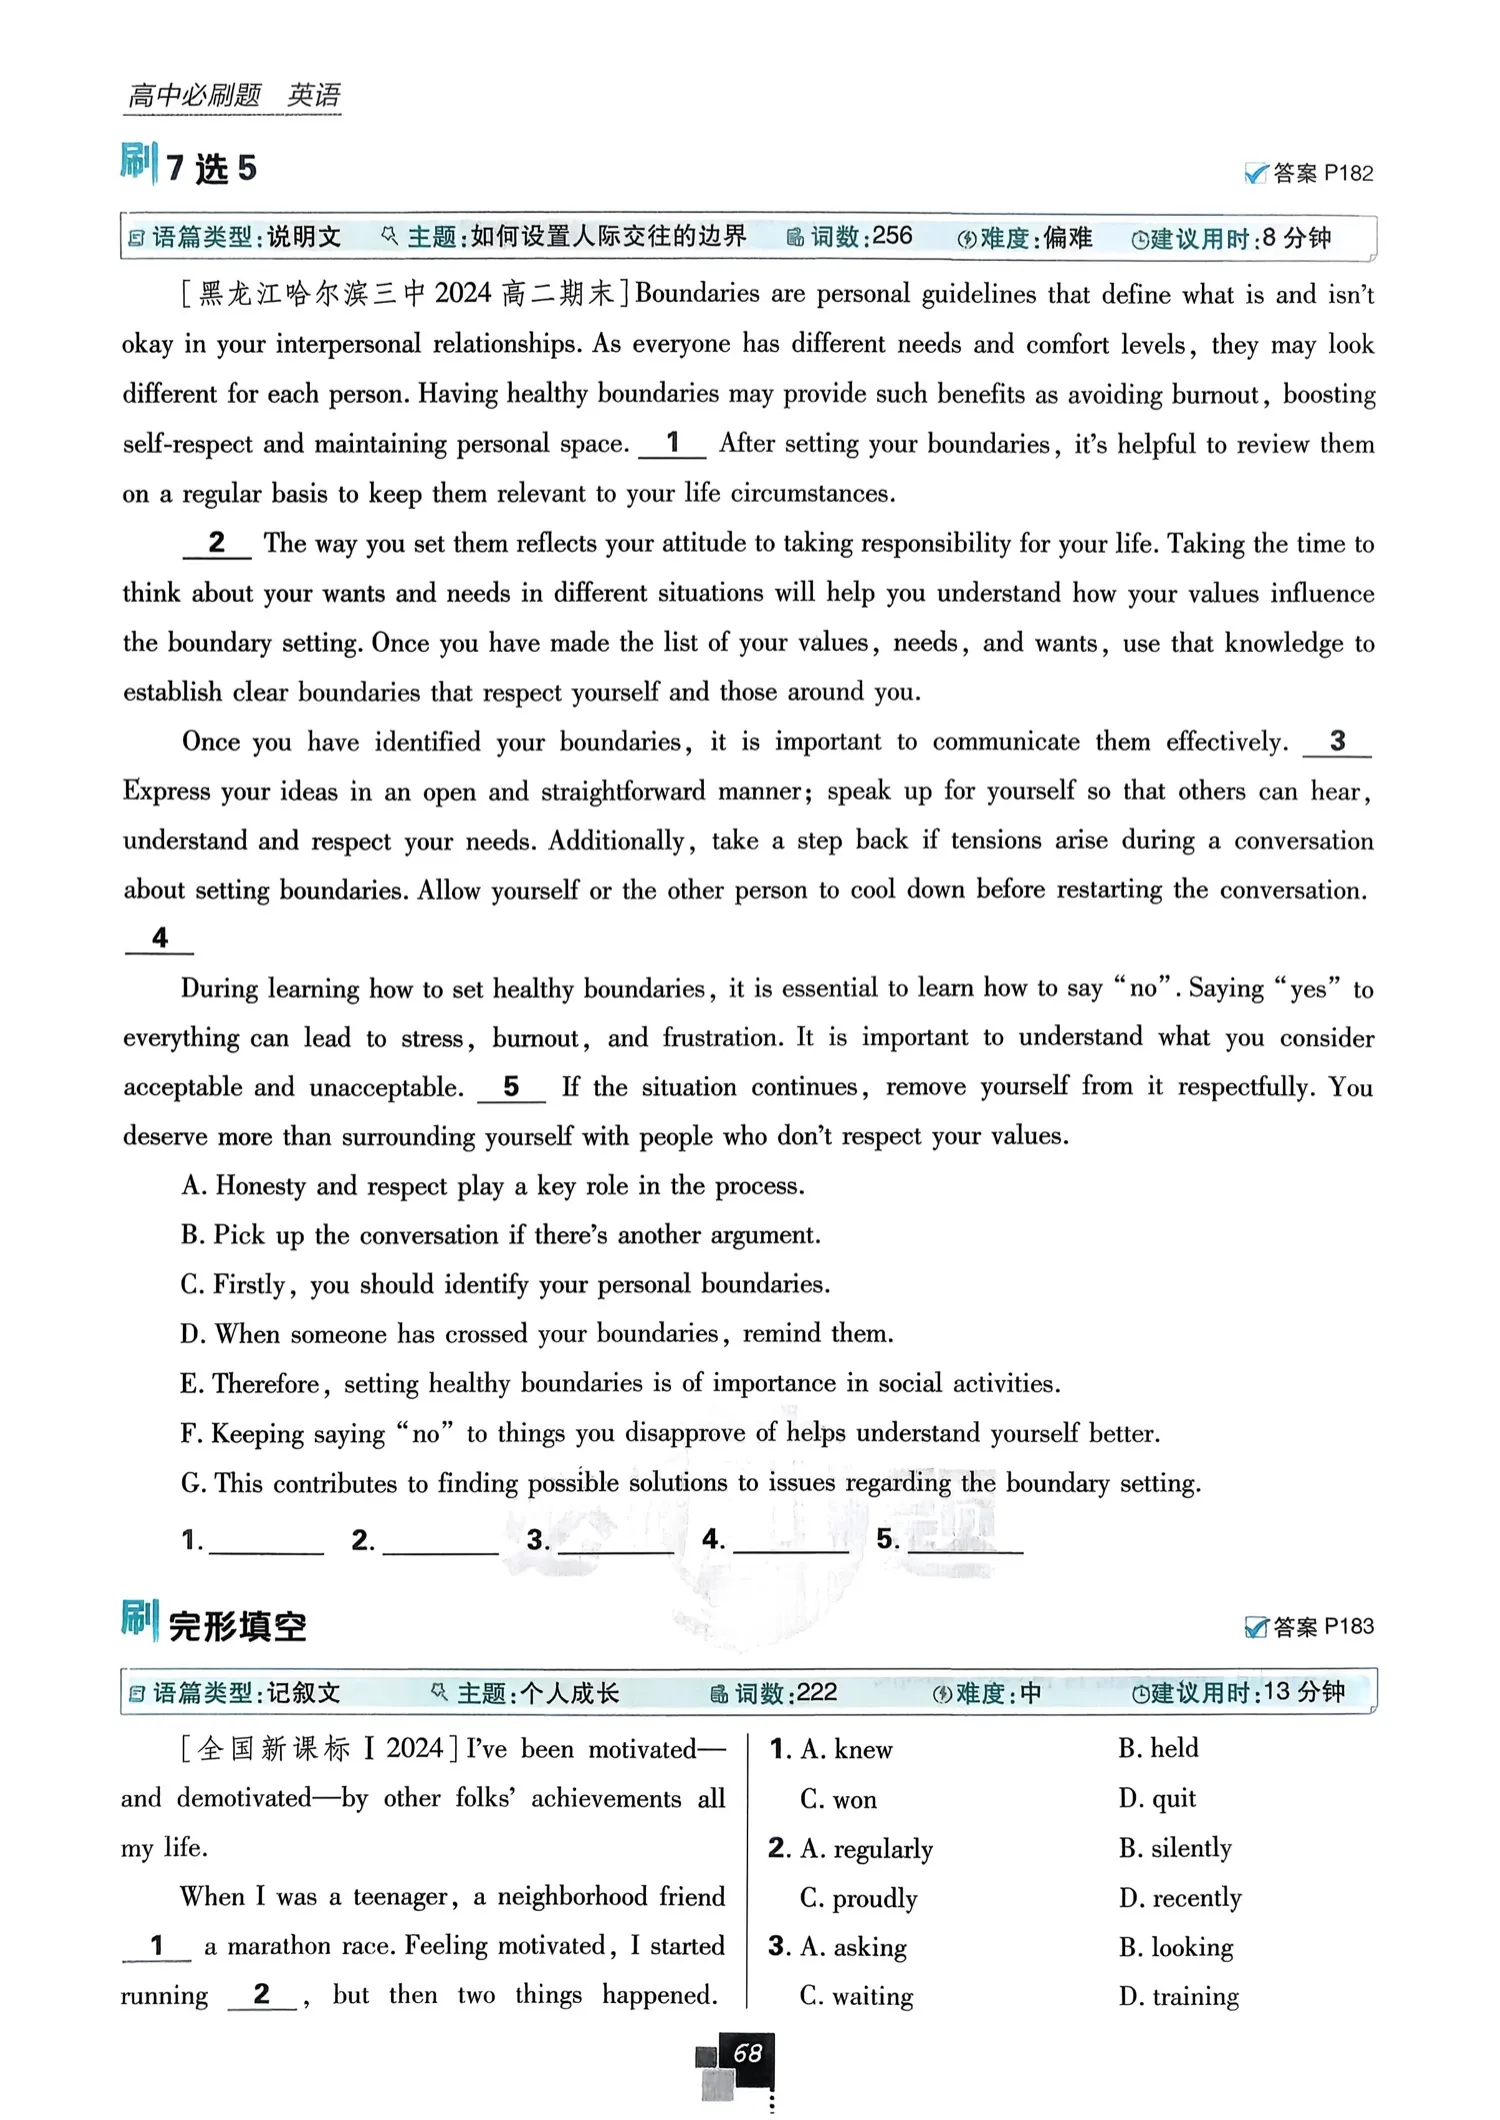 高中必刷题 英语
刷 7 选 5
答案 P182
语篇类型:说明文 主题:如何设置人际交往的边界 词数:256 难度:偏难 建议用时:8 分钟
[黑龙江哈尔滨三中 2024 高二期末]Boundaries are personal guidelines that define what is and isn't
okay in your interpersonal relationships. As everyone has different needs and comfort levels, they may look
different for each person. Having healthy boundaries may provide such benefits as avoiding burnout, boosting
self-respect and maintaining personal space. 1 After setting your boundaries, it's helpful to review them
on a regular basis to keep them relevant to your life circumstances.
2 The way you set them reflects your attitude to taking responsibility for your life. Taking the time to
think about your wants and needs in different situations will help you understand how your values influence
the boundary setting. Once you have made the list of your values, needs, and wants, use that knowledge to
establish clear boundaries that respect yourself and those around you.
Once you have identified your boundaries, it is important to communicate them effectively. 3
Express your ideas in an open and straightforward manner; speak up for yourself so that others can hear,
understand and respect your needs. Additionally, take a step back if tensions arise during a conversation
about setting boundaries. Allow yourself or the other person to cool down before restarting the conversation.
4
During learning how to set healthy boundaries, it is essential to learn how to say “no”. Saying “yes” to
everything can lead to stress, burnout, and frustration. It is important to understand what you consider
acceptable and unacceptable. 5 If the situation continues, remove yourself from it respectfully. You
deserve more than surrounding yourself with people who don't respect your values.
A. Honesty and respect play a key role in the process.
B. Pick up the conversation if there's another argument.
C. Firstly, you should identify your personal boundaries.
D. When someone has crossed your boundaries, remind them.
E. Therefore, setting healthy boundaries is of importance in social activities.
F. Keeping saying “no” to things you disapprove of helps understand yourself better.
G. This contributes to finding possible solutions to issues regarding the boundary setting.
1.________ 2.________ 3.________ 4.________ 5.________
刷 完形填空
答案 P183
语篇类型:记叙文 主题:个人成长 词数:222 难度:中 建议用时:13 分钟
[全国新课标 I 2024]I've been motivated—
and demotivated—by other folks' achievements all
my life.
When I was a teenager, a neighborhood friend
1 a marathon race. Feeling motivated, I started
running 2 , but then two things happened.
1. A. knew B. held
C. won D. quit
2. A. regularly B. silently
C. proudly D. recently
3. A. asking B. looking
C. waiting D. training
68